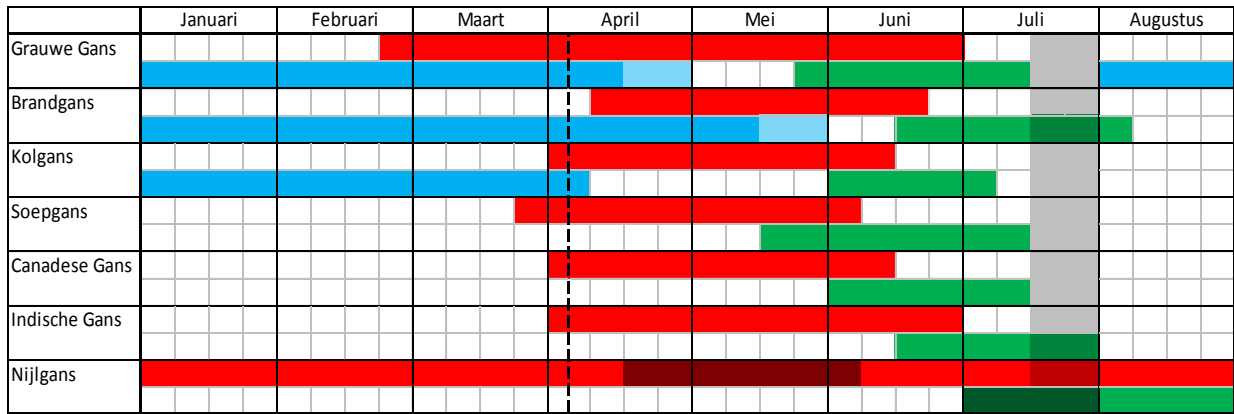 Januari Februari Maart April Mei Juni Juli Augustus
Grauwe Gans
Brandgans
Kolgans
Soepgans
Canadese Gans
Indische Gans
Nijlgans